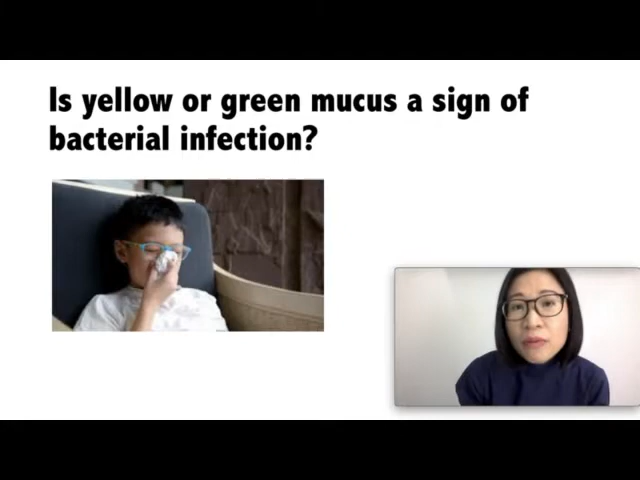 Is yellow or green mucus a sign of
bacterial infection?